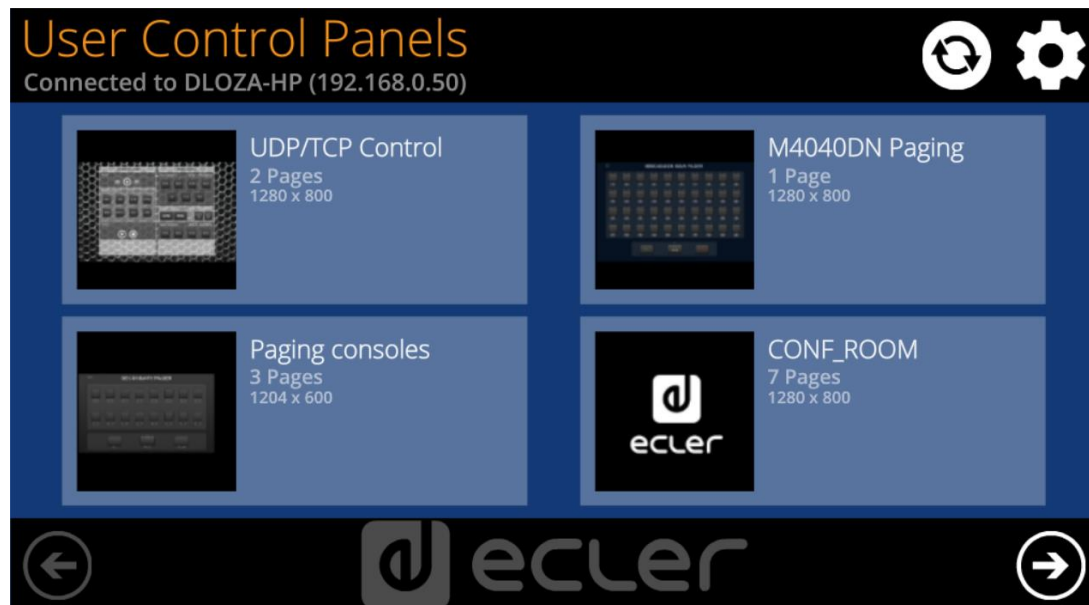 User Control Panels
Connected to DLOZA-HP (192.168.0.50)
UDP/TCP Control
2 Pages
1280 x 800
M4040DN Paging
1 Page
1280 x 800
Paging consoles
3 Pages
1204 x 600
ecler
CONF_ROOM
7 Pages
1280 x 800
ecler